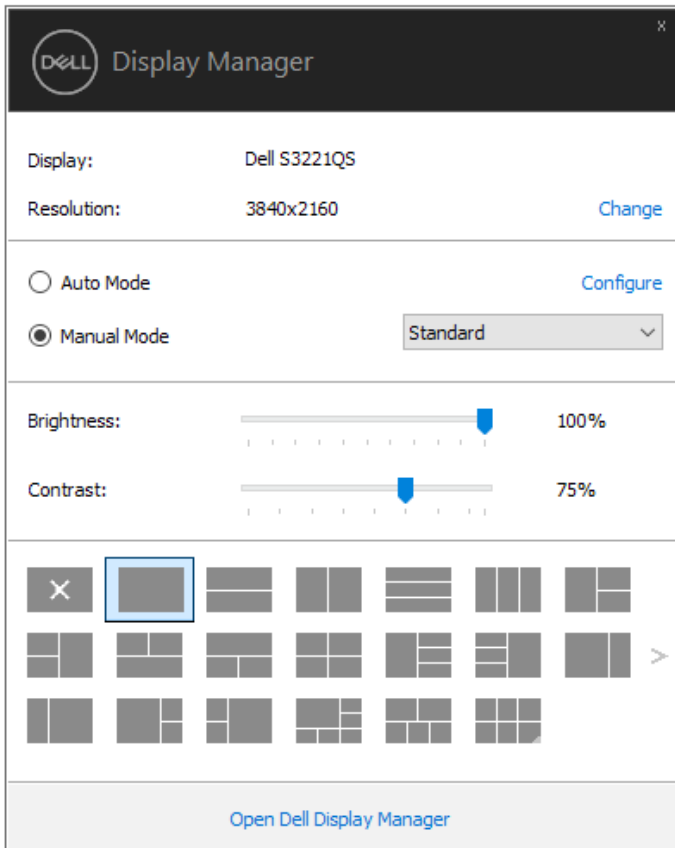 x
DELL Display Manager
Display: Dell S3221QS
Resolution: 3840x2160 Change
Auto Mode Configure
Manual Mode Standard
Brightness: 100%
Contrast: 75%
Open Dell Display Manager